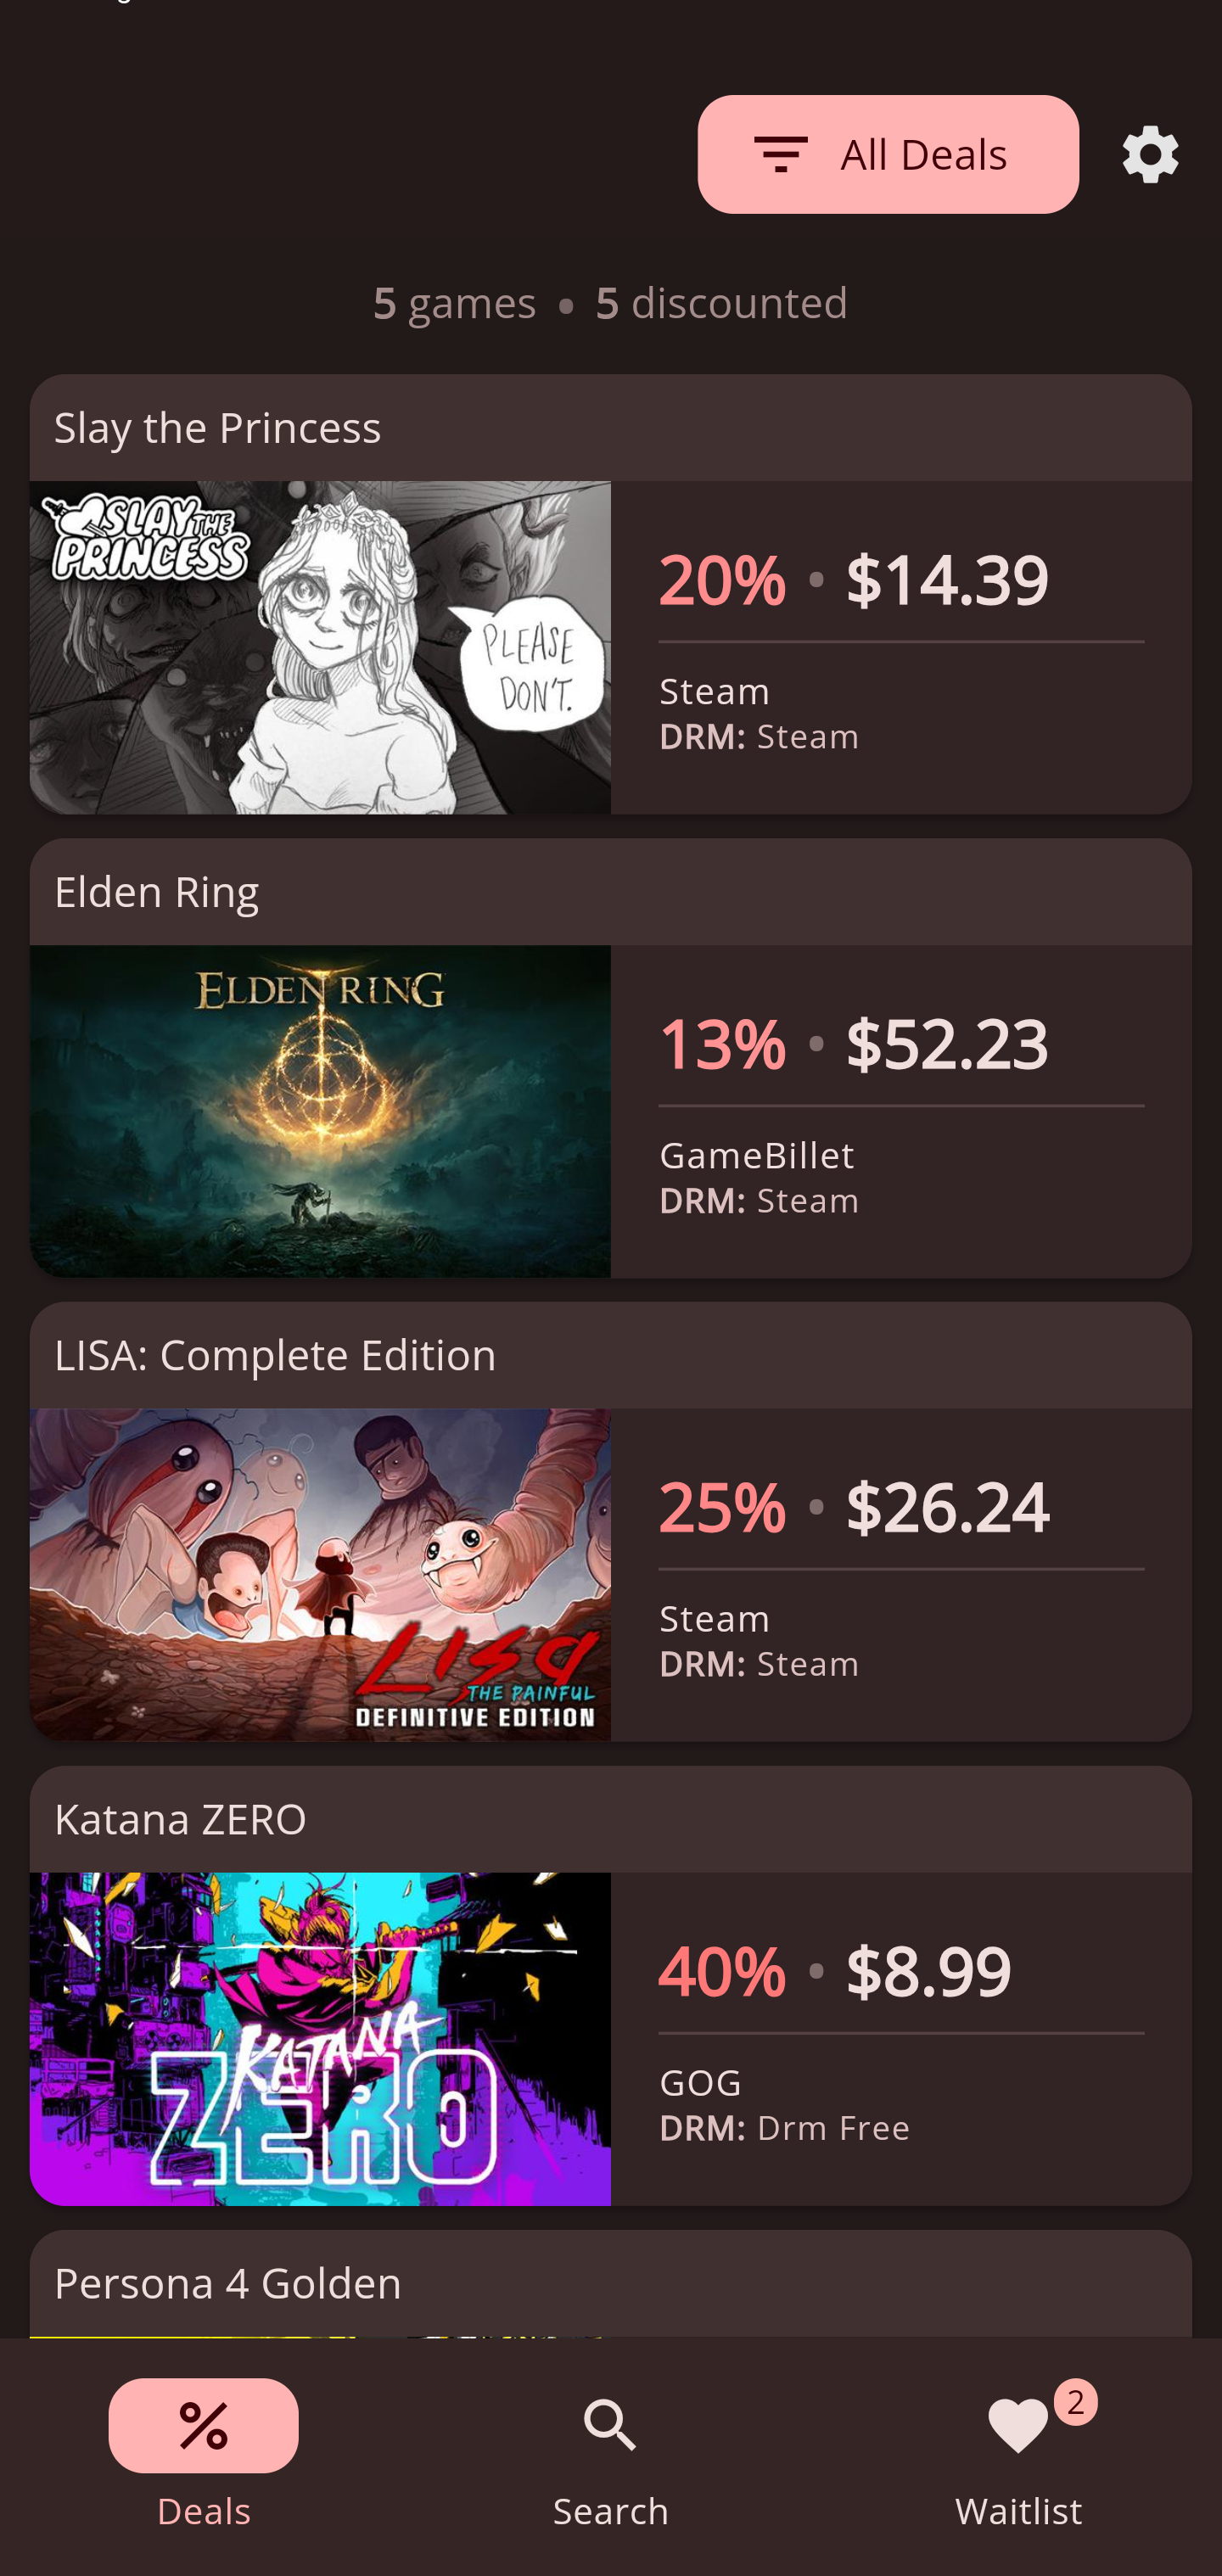 All Deals
5 games • 5 discounted
Slay the Princess
SLAY THE
PRINCESS
PLEASE
DON'T.
20% • $14.39
Steam
DRM: Steam
Elden Ring
ELDEN RING
13% • $52.23
GameBillet
DRM: Steam
LISA: Complete Edition
LISA
THE PAINFUL
DEFINITIVE EDITION
25% • $26.24
Steam
DRM: Steam
Katana ZERO
KATANA
ZERO
40% • $8.99
GOG
DRM: Drm Free
Persona 4 Golden
2
Deals
Search
Waitlist